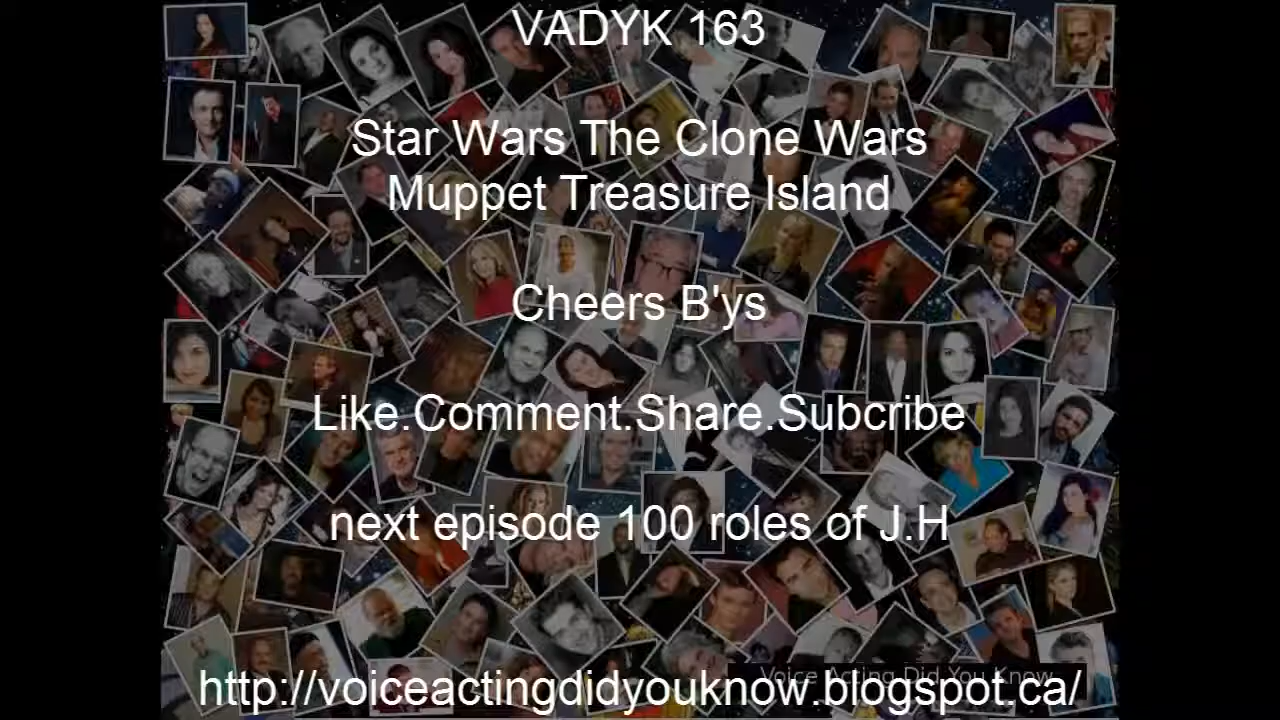 VADYK 163
Star Wars The Clone Wars
Muppet Treasure Island
Cheers B'ys
Like.Comment.Share.Subcribe
next episode 100 roles of J.H
Voice Acting Did You Know
http://voiceactingdidyouknow.blogspot.ca/